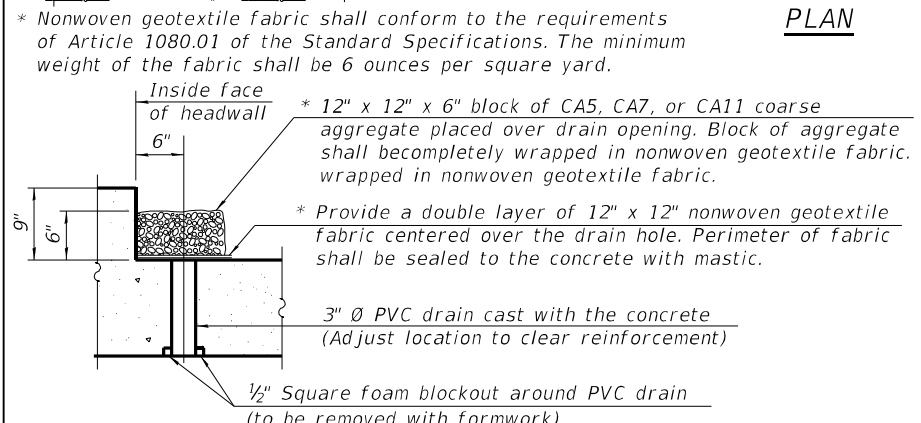 * Nonwoven geotextile fabric shall conform to the requirements
of Article 1080.01 of the Standard Specifications. The minimum
weight of the fabric shall be 6 ounces per square yard.
PLAN
Inside face
of headwall
6"
* 12" x 12" x 6" block of CA5, CA7, or CA11 coarse
aggregate placed over drain opening. Block of aggregate
shall becompletely wrapped in nonwoven geotextile fabric.
wrapped in nonwoven geotextile fabric.
9"
6"
* Provide a double layer of 12" x 12" nonwoven geotextile
fabric centered over the drain hole. Perimeter of fabric
shall be sealed to the concrete with mastic.
3" Ø PVC drain cast with the concrete
(Adjust location to clear reinforcement)
½" Square foam blockout around PVC drain
(to be removed with formwork)